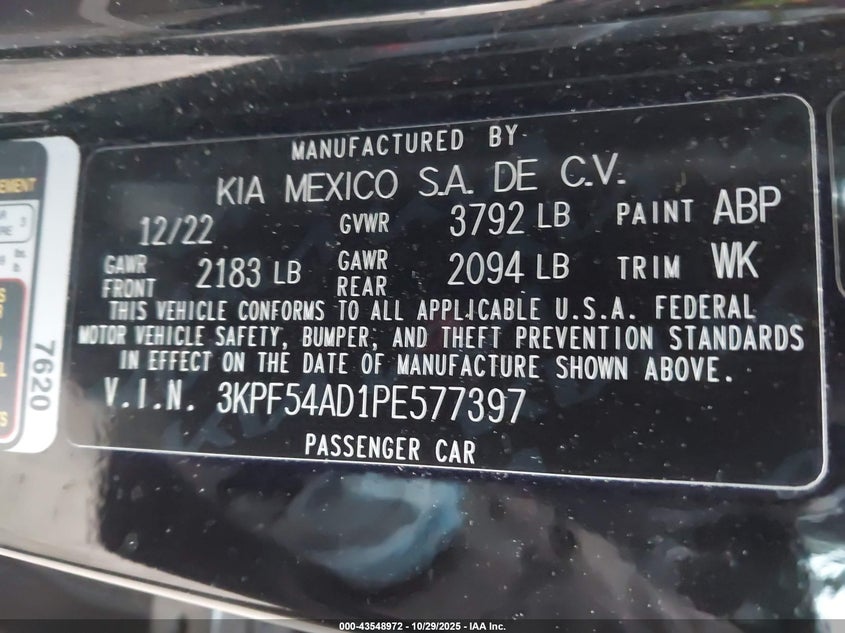 MANUFACTURED BY
KIA MEXICO S.A. DE C.V.
12/22 GVWR 3792 LB PAINT ABP
GAWR FRONT 2183 LB GAWR REAR 2094 LB TRIM WK
THIS VEHICLE CONFORMS TO ALL APPLICABLE U.S.A. FEDERAL
MOTOR VEHICLE SAFETY, BUMPER, AND THEFT PREVENTION STANDARDS
IN EFFECT ON THE DATE OF MANUFACTURE SHOWN ABOVE.
V.I.N. 3KPF54AD1PE577397
PASSENGER CAR
7620
000-43548972 - 10/29/2025 - IAA Inc.